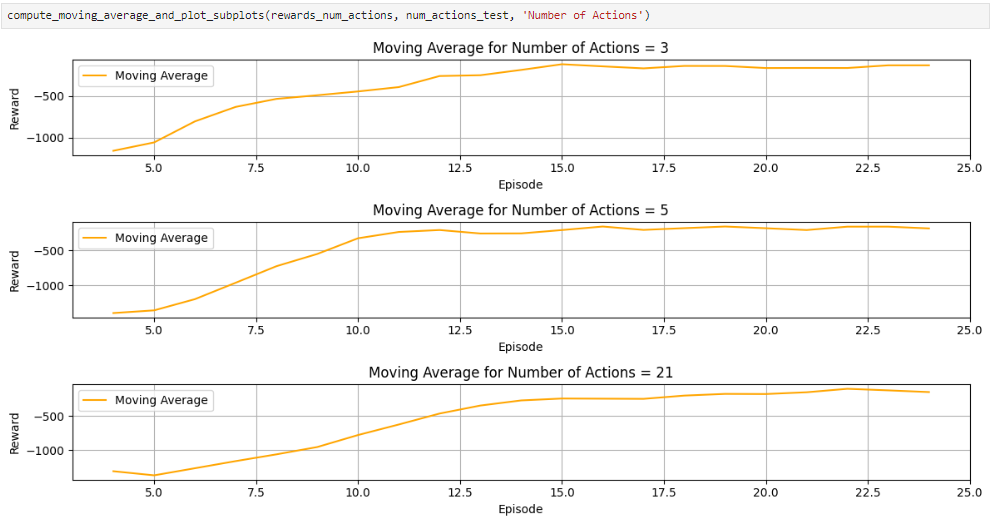 compute_moving_average_and_plot_subplots(rewards_num_actions, num_actions_test, 'Number of Actions')
Moving Average for Number of Actions = 3
Moving Average
Reward
−500
−1000
5.0 7.5 10.0 12.5 15.0 17.5 20.0 22.5 25.0
Episode
Moving Average for Number of Actions = 5
Moving Average
Reward
−500
−1000
5.0 7.5 10.0 12.5 15.0 17.5 20.0 22.5 25.0
Episode
Moving Average for Number of Actions = 21
Moving Average
Reward
−500
−1000
5.0 7.5 10.0 12.5 15.0 17.5 20.0 22.5 25.0
Episode